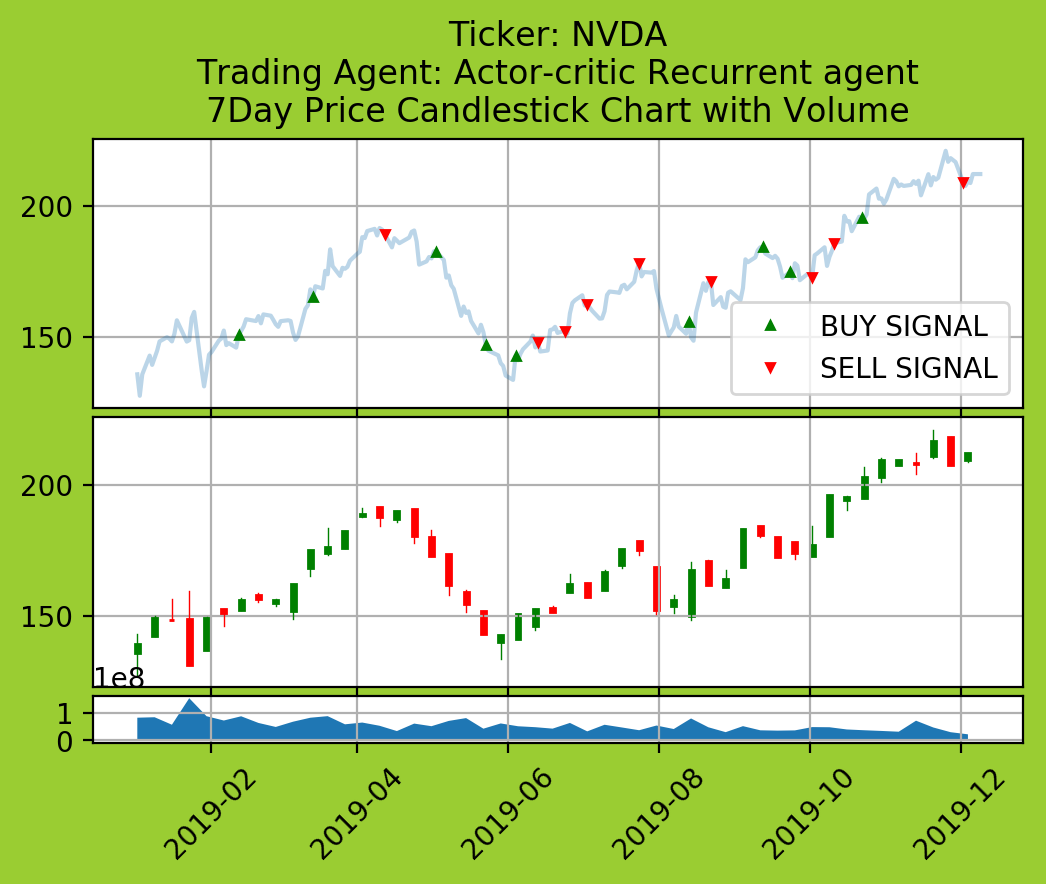 Ticker: NVDA
Trading Agent: Actor-critic Recurrent agent
7Day Price Candlestick Chart with Volume
200
150
BUY SIGNAL
SELL SIGNAL
200
150
1e8
1
0
2019-02
2019-04
2019-06
2019-08
2019-10
2019-12